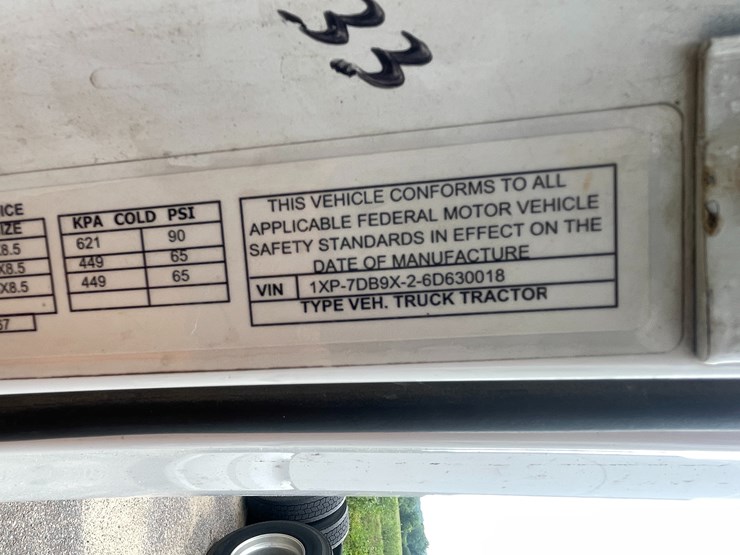 33
ICE
IZE
8.5
X8.5
X8.5
67
KPA COLD PSI
621 90
449 65
449 65
THIS VEHICLE CONFORMS TO ALL
APPLICABLE FEDERAL MOTOR VEHICLE
SAFETY STANDARDS IN EFFECT ON THE
DATE OF MANUFACTURE
VIN 1XP-7DB9X-2-6D630018
TYPE VEH. TRUCK TRACTOR